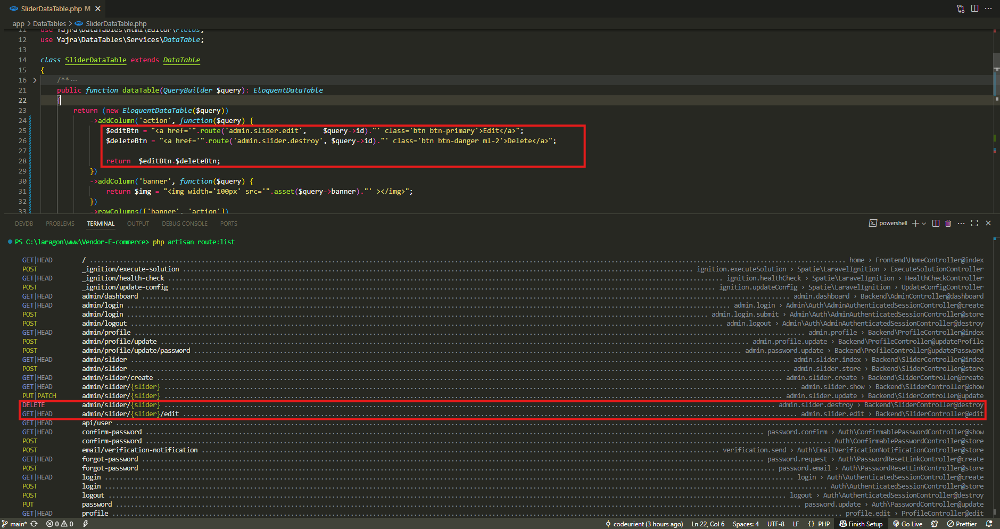 SliderDataTable.php M
app > DataTables > SliderDataTable.php
11 use Yajra\DataTables\Html\Editor\Fields;
12 use Yajra\DataTables\Services\DataTable;
13
14 class SliderDataTable extends DataTable
15 {
16 /** ···
21 public function dataTable(QueryBuilder $query): EloquentDataTable
22 {
23 return (new EloquentDataTable($query))
24 ->addColumn('action', function($query) {
25 $editBtn = "<a href='".route('admin.slider.edit',    $query->id)."' class='btn btn-primary'>Edit</a>";
26 $deleteBtn = "<a href='".route('admin.slider.destroy', $query->id)."' class='btn btn-danger ml-2'>Delete</a>";
27
28 return  $editBtn.$deleteBtn;
29 })
30 ->addColumn('banner', function($query) {
31 return $img = "<img width='100px' src='".asset($query->banner)."' ></img>";
32 })
33 ->rawColumns(['banner', 'action'])
DEVDB PROBLEMS TERMINAL OUTPUT DEBUG CONSOLE PORTS powershell
PS C:\laragon\www\Vendor-E-commerce> php artisan route:list
GET|HEAD / ... home › Frontend\HomeController@index
POST _ignition/execute-solution ... ignition.executeSolution › Spatie\LaravelIgnition › ExecuteSolutionController
GET|HEAD _ignition/health-check ... ignition.healthCheck › Spatie\LaravelIgnition › HealthCheckController
POST _ignition/update-config ... ignition.updateConfig › Spatie\LaravelIgnition › UpdateConfigController
GET|HEAD admin/dashboard ... admin.dashboard › Backend\AdminController@dashboard
GET|HEAD admin/login ... admin.login › Admin\Auth\AdminAuthenticatedSessionController@create
POST admin/login ... admin.login.submit › Admin\Auth\AdminAuthenticatedSessionController@store
POST admin/logout ... admin.logout › Admin\Auth\AdminAuthenticatedSessionController@destroy
GET|HEAD admin/profile ... admin.profile › Backend\ProfileController@index
POST admin/profile/update ... admin.profile.update › Backend\ProfileController@updateProfile
POST admin/profile/update/password ... admin.password.update › Backend\ProfileController@updatePassword
GET|HEAD admin/slider ... admin.slider.index › Backend\SliderController@index
POST admin/slider ... admin.slider.store › Backend\SliderController@store
GET|HEAD admin/slider/create ... admin.slider.create › Backend\SliderController@create
GET|HEAD admin/slider/{slider} ... admin.slider.show › Backend\SliderController@show
PUT|PATCH admin/slider/{slider} ... admin.slider.update › Backend\SliderController@update
DELETE admin/slider/{slider} ... admin.slider.destroy › Backend\SliderController@destroy
GET|HEAD admin/slider/{slider}/edit ... admin.slider.edit › Backend\SliderController@edit
GET|HEAD api/user ...
GET|HEAD confirm-password ... password.confirm › Auth\ConfirmablePasswordController@show
POST confirm-password ... Auth\ConfirmablePasswordController@store
POST email/verification-notification ... verification.send › Auth\EmailVerificationNotificationController@store
GET|HEAD forgot-password ... password.request › Auth\PasswordResetLinkController@create
POST forgot-password ... password.email › Auth\PasswordResetLinkController@store
GET|HEAD login ... login › Auth\AuthenticatedSessionController@create
POST login ... Auth\AuthenticatedSessionController@store
POST logout ... logout › Auth\AuthenticatedSessionController@destroy
PUT password ... password.update › Auth\PasswordController@update
GET|HEAD profile ... profile.edit › ProfileController@edit
main* 0 0 codeurient (3 hours ago) Ln 22, Col 6 Spaces: 4 UTF-8 LF {} PHP Finish Setup Go Live Prettier